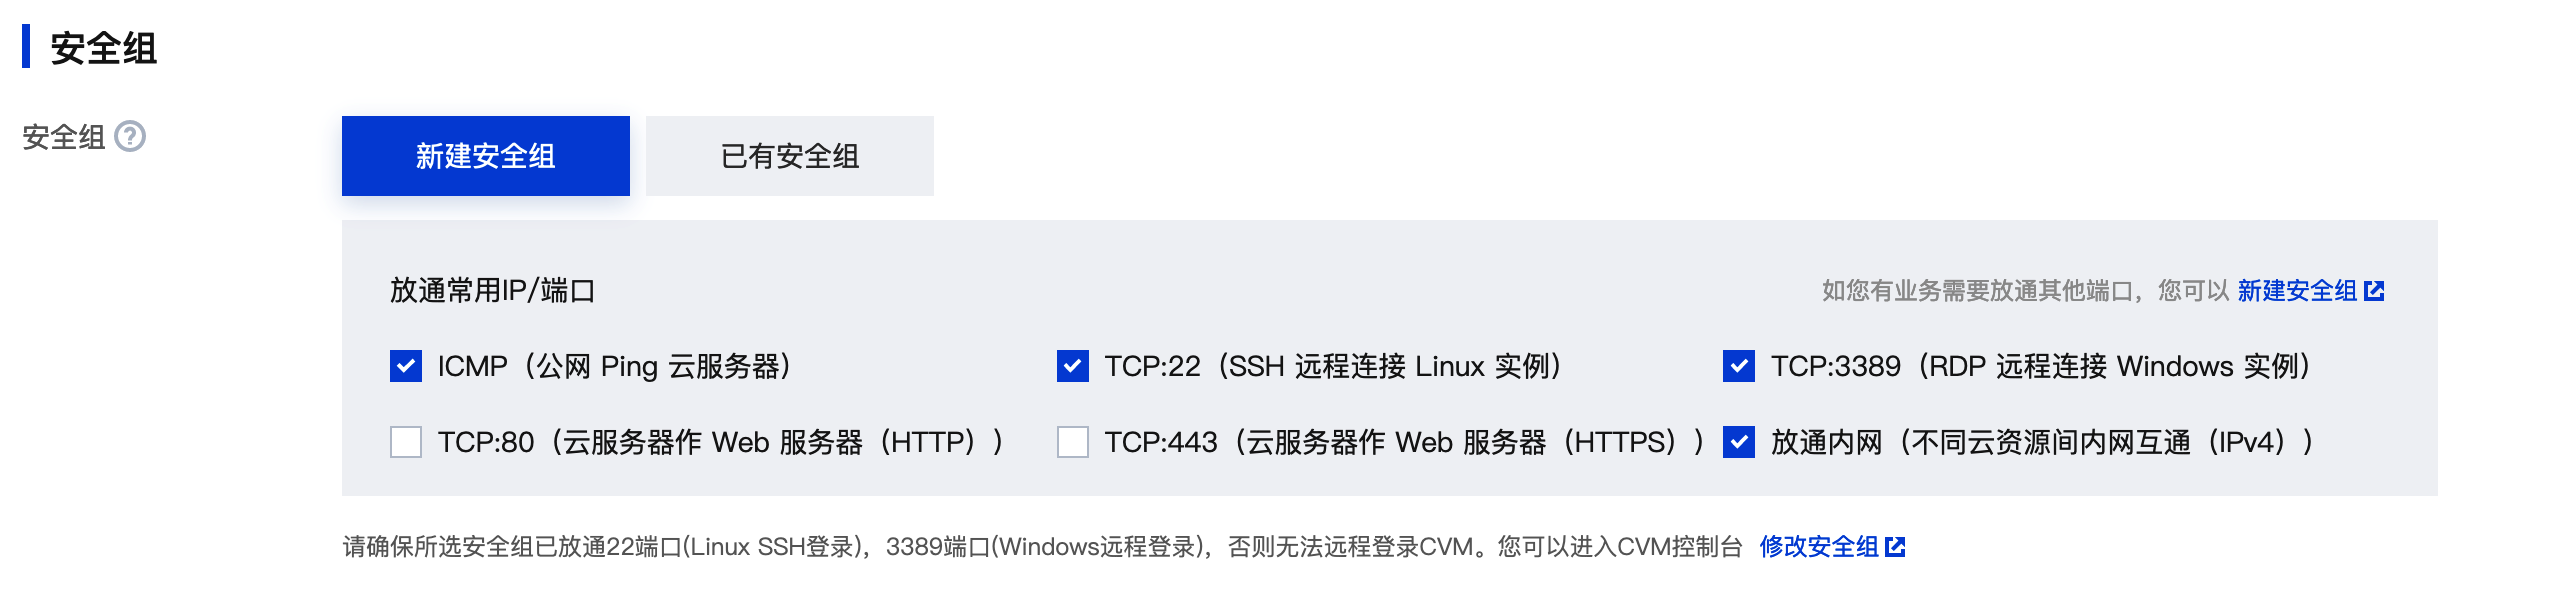 安全组
安全组
新建安全组 已有安全组
放通常用IP/端口 如您有业务需要放通其他端口，您可以 新建安全组
ICMP（公网 Ping 云服务器） TCP:22（SSH 远程连接 Linux 实例） TCP:3389（RDP 远程连接 Windows 实例）
TCP:80（云服务器作 Web 服务器（HTTP）） TCP:443（云服务器作 Web 服务器（HTTPS）） 放通内网（不同云资源间内网互通（IPv4））
请确保所选安全组已放通22端口(Linux SSH登录)，3389端口(Windows远程登录)，否则无法远程登录CVM。您可以进入CVM控制台 修改安全组